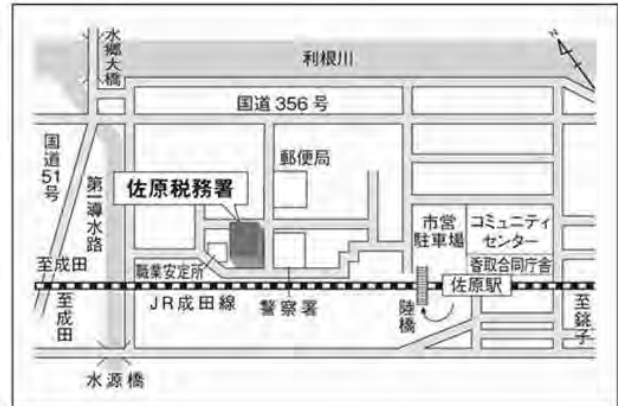 水郷大橋
利根川
N
国道356号
国道51号
第一導水路
郵便局
佐原税務署
市営
駐車場
コミュニティ
センター
至成田
職業安定所
香取合同庁舎
至成田
JR成田線
警察署
陸橋
佐原駅
至銚子
水源橋